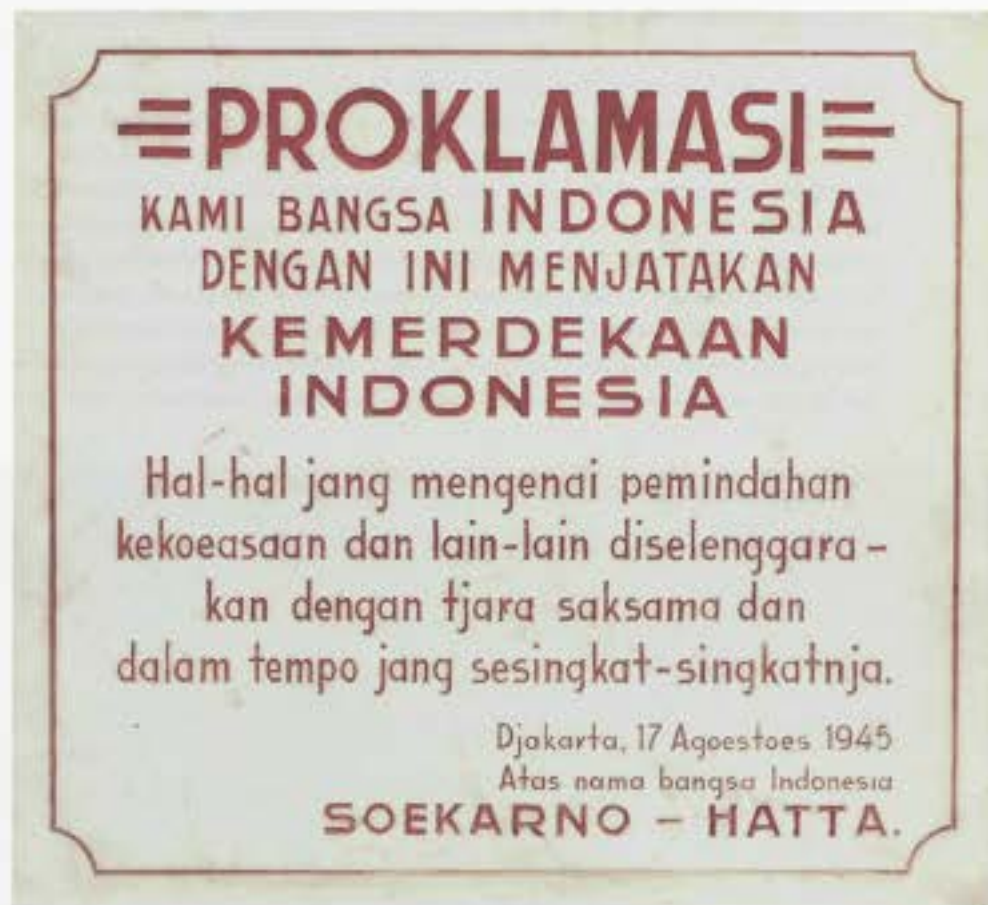 PROKLAMASI
KAMI BANGSA INDONESIA
DENGAN INI MENJATAKAN
KEMERDEKAAN
INDONESIA
Hal-hal jang mengenai pemindahan
kekoeasaan dan lain-lain diselenggara-
kan dengan tjara saksama dan
dalam tempo jang sesingkat-singkatnja.
Djakarta, 17 Agoestoes 1945
Atas nama bangsa Indonesia
SOEKARNO - HATTA.